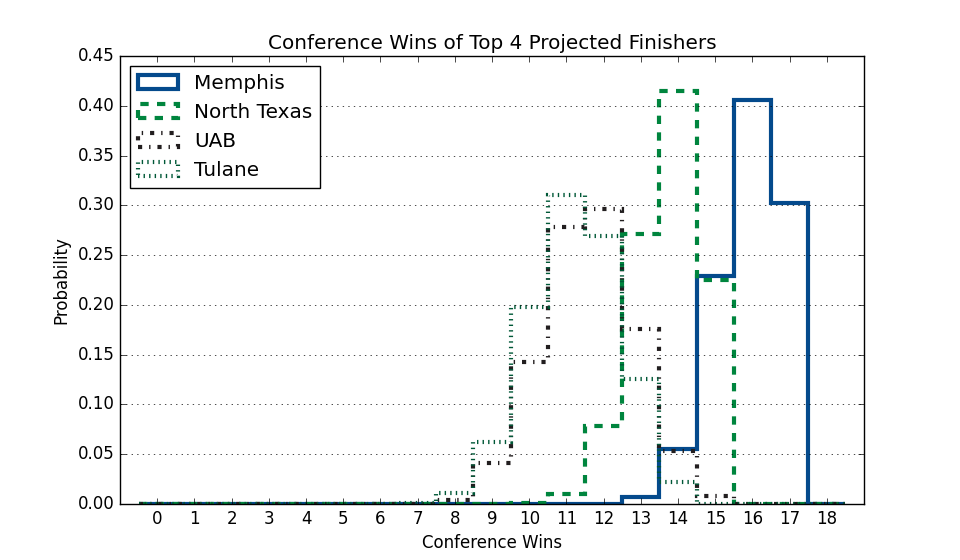 Conference Wins of Top 4 Projected Finishers
Memphis
North Texas
UAB
Tulane
Probability
0.45
0.40
0.35
0.30
0.25
0.20
0.15
0.10
0.05
0.00
0 1 2 3 4 5 6 7 8 9 10 11 12 13 14 15 16 17 18
Conference Wins